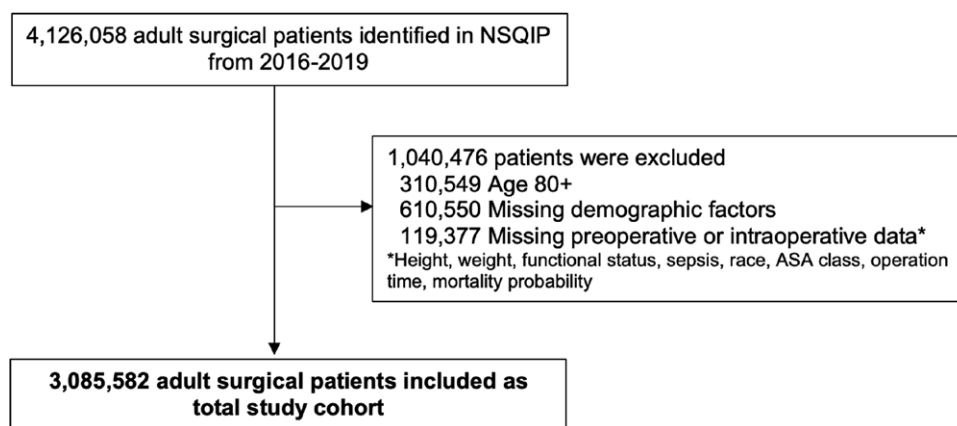 4,126,058 adult surgical patients identified in NSQIP
from 2016-2019
1,040,476 patients were excluded
310,549 Age 80+
610,550 Missing demographic factors
119,377 Missing preoperative or intraoperative data*
*Height, weight, functional status, sepsis, race, ASA class, operation
time, mortality probability
3,085,582 adult surgical patients included as
total study cohort